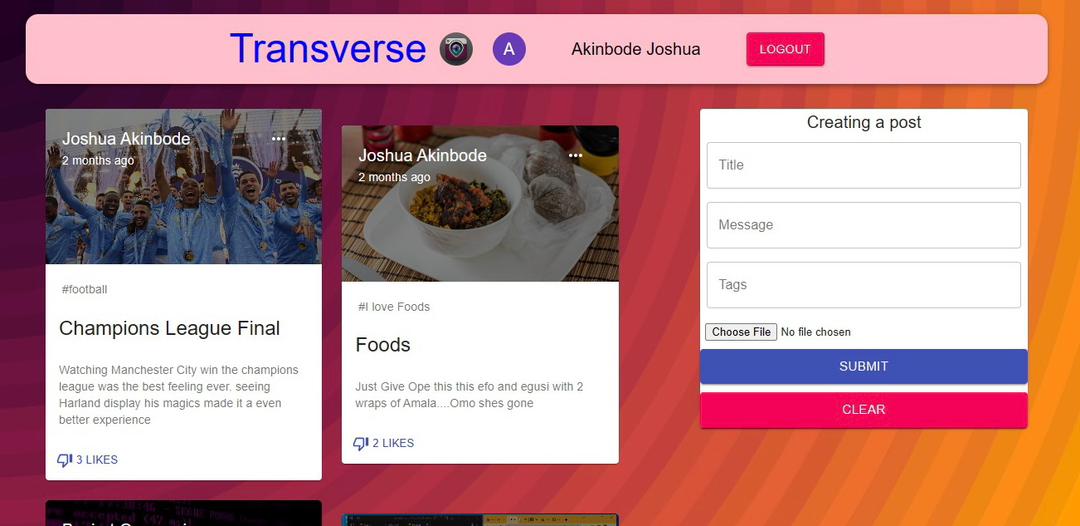 Transverse
A
Akinbode Joshua
LOGOUT
Joshua Akinbode
2 months ago
#football
Champions League Final
Watching Manchester City win the champions
league was the best feeling ever. seeing
Harland display his magics made it a even
better experience
3 LIKES
Joshua Akinbode
2 months ago
#I love Foods
Foods
Just Give Ope this this efo and egusi with 2
wraps of Amala....Omo shes gone
2 LIKES
Creating a post
Title
Message
Tags
Choose File No file chosen
SUBMIT
CLEAR